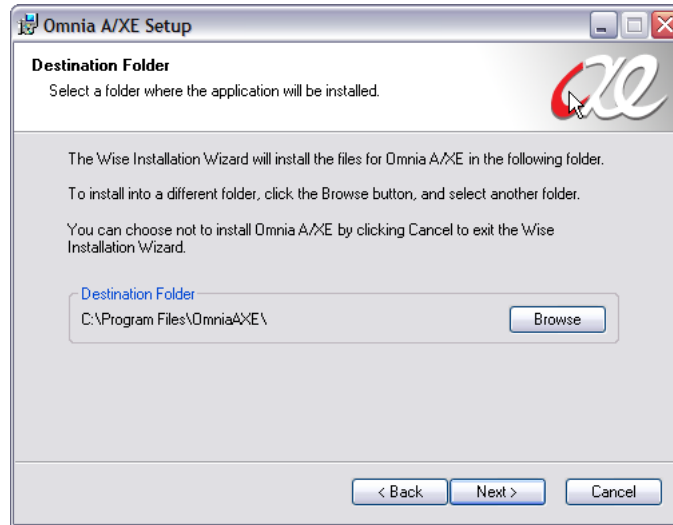 Omnia A/XE Setup
Destination Folder
Select a folder where the application will be installed.
axe
The Wise Installation Wizard will install the files for Omnia A/XE in the following folder.
To install into a different folder, click the Browse button, and select another folder.
You can choose not to install Omnia A/XE by clicking Cancel to exit the Wise
Installation Wizard.
Destination Folder
C:\Program Files\OmniaAXE\
Browse
< Back
Next >
Cancel